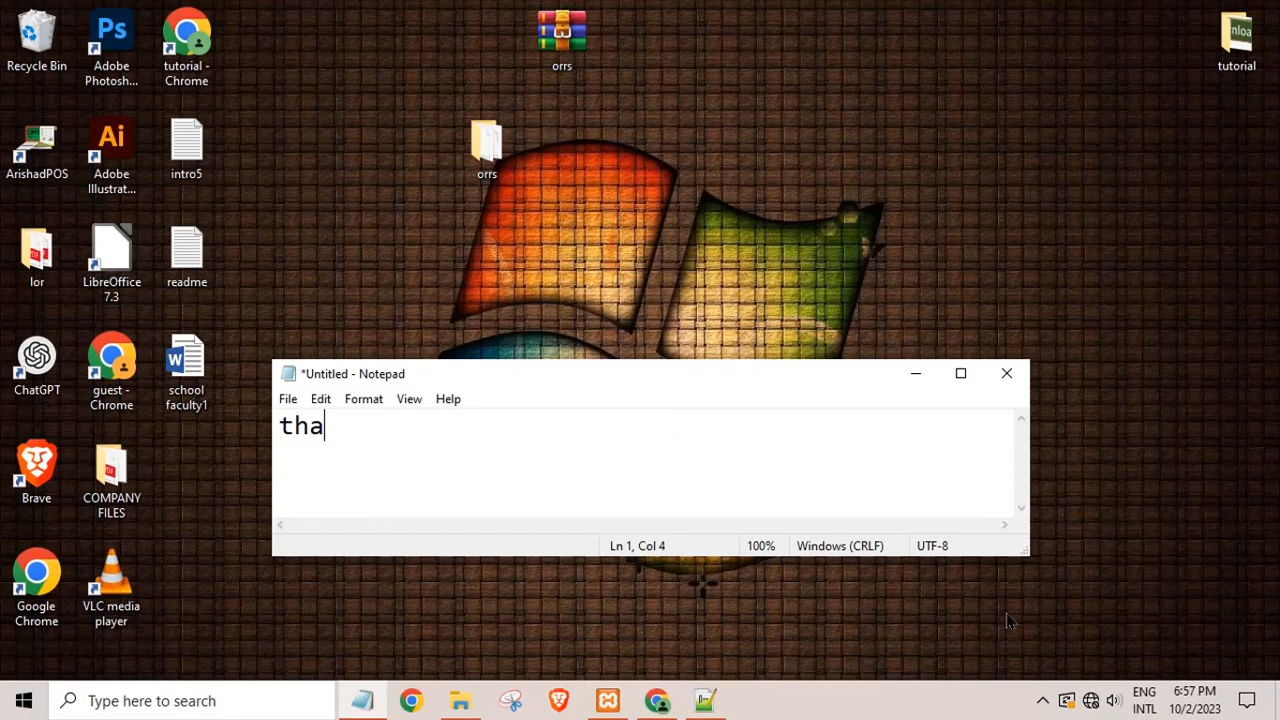 Recycle Bin
Adobe
Photosh...
Ps
tutorial -
Chrome
orrs
nloa
tutorial
ArishadPOS
Ai
Adobe
Illustrat...
intro5
orrs
lor
LibreOffice
7.3
readme
ChatGPT
guest -
Chrome
W
school
faculty1
Brave
COMPANY
FILES
Google
Chrome
VLC media
player
*Untitled - Notepad
File Edit Format View Help
tha
Ln 1, Col 4 100% Windows (CRLF) UTF-8
Type here to search
ENG
INTL
6:57 PM
10/2/2023